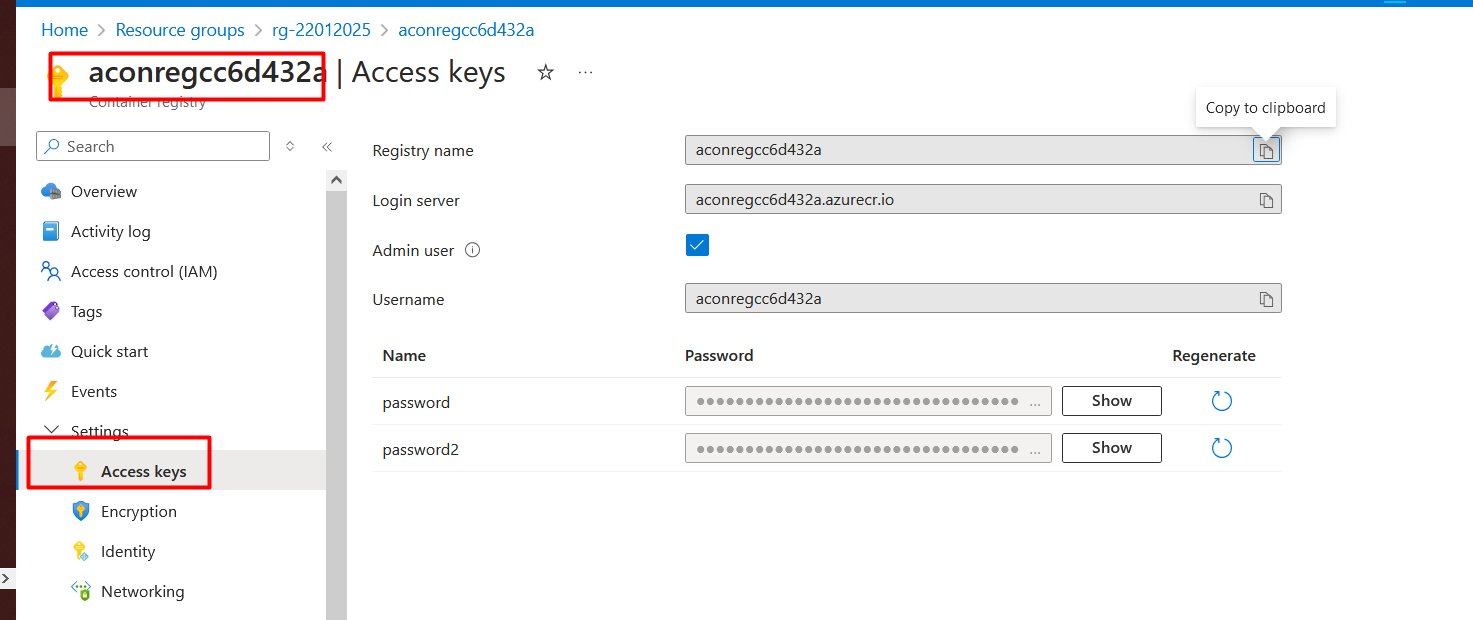 Home > Resource groups > rg-22012025 > aconregcc6d432a
aconregcc6d432a | Access keys
Container registry
Copy to clipboard
Search
Overview
Activity log
Access control (IAM)
Tags
Quick start
Events
Settings
Access keys
Encryption
Identity
Networking
Registry name aconregcc6d432a
Login server aconregcc6d432a.azurecr.io
Admin user
Username aconregcc6d432a
Name Password Regenerate
password ●●●●●●●●●●●●●●●●●●●●●●●●●●●●●●●●● ... Show
password2 ●●●●●●●●●●●●●●●●●●●●●●●●●●●●●●●●● ... Show